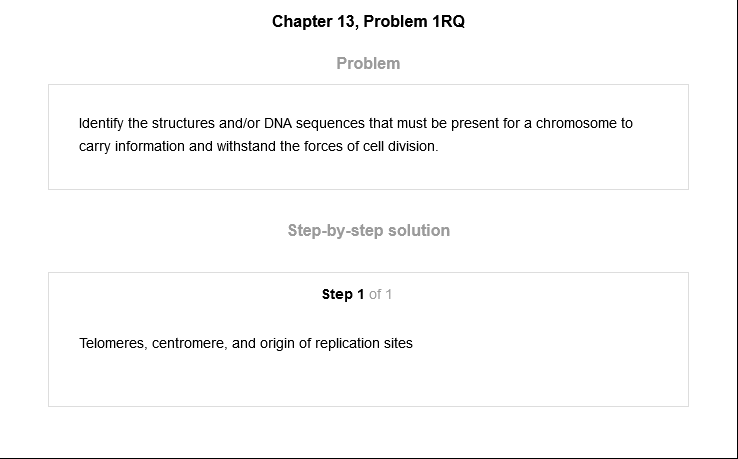 Chapter 13, Problem 1RQ
Problem
Identify the structures and/or DNA sequences that must be present for a chromosome to
carry information and withstand the forces of cell division.
Step-by-step solution
Step 1 of 1
Telomeres, centromere, and origin of replication sites